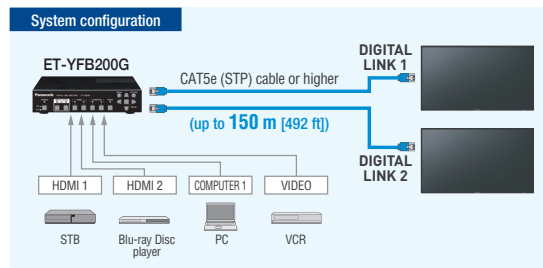 System configuration
ET-YFB200G
DIGITAL
LINK 1
CAT5e (STP) cable or higher
(up to 150 m [492 ft])
DIGITAL
LINK 2
HDMI 1
HDMI 2
COMPUTER 1
VIDEO
STB
Blu-ray Disc
player
PC
VCR
Panasonic